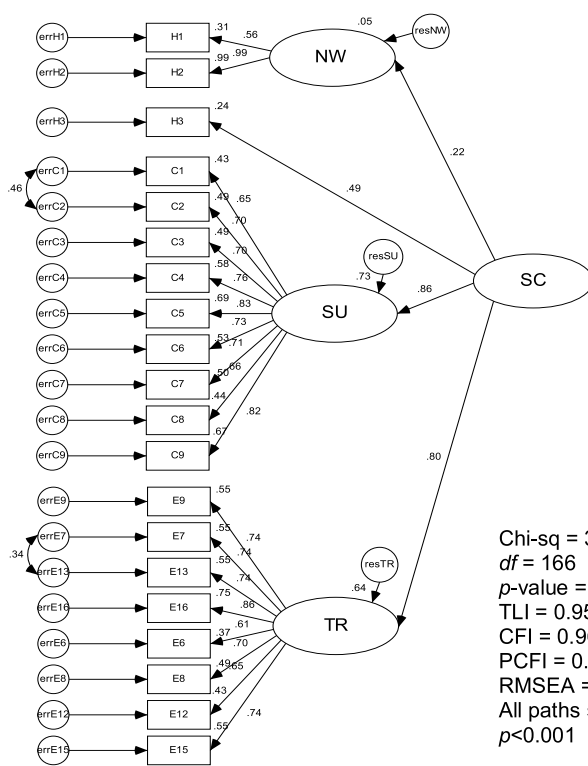 .05
resNW
errH1
H1
.31
.56
NW
errH2
H2
.99
.99
errH3
H3
.24
.22
.49
errC1
C1
.43
.46
.65
errC2
C2
.49
.70
errC3
C3
.49
.70
resSU
errC4
C4
.58
.76
.73
SC
.86
errC5
C5
.69
.83
SU
.73
errC6
C6
.53
.71
errC7
C7
.50
.66
errC8
C8
.44
.82
errC9
C9
.67
.80
errE9
E9
.55
.74
errE7
E7
.55
.74
.34
errE13
E13
.55
.74
resTR
errE16
E16
.75
.86
.64
TR
errE6
E6
.37
.61
.70
errE8
E8
.49
.65
errE12
E12
.43
.74
errE15
E15
.55
Chi-sq = 3
df = 166
p-value =
TLI = 0.95
CFI = 0.9
PCFI = 0.
RMSEA =
All paths
p<0.001